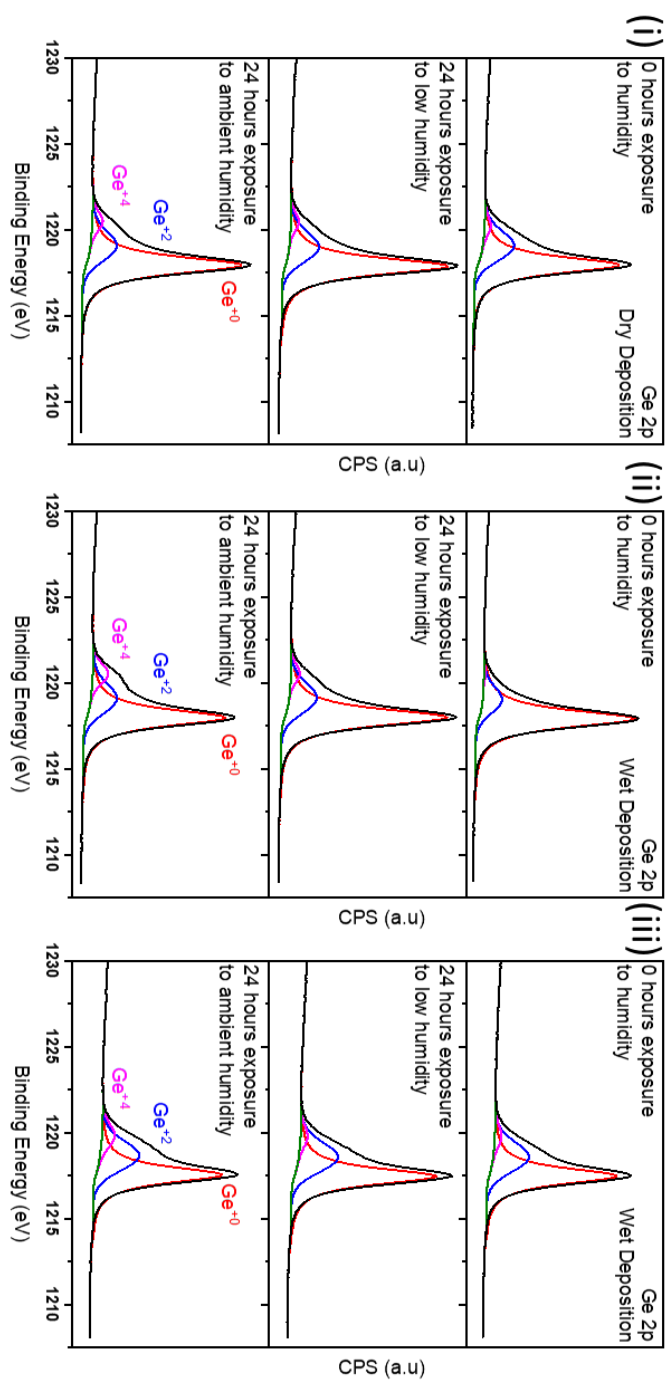 (i)
0 hours exposure
to humidity
Ge 2p
Dry Deposition
24 hours exposure
to low humidity
24 hours exposure
to ambient humidity
Ge+4
Ge+2
Ge+0
1230
1225
1220
1215
1210
Binding Energy (eV)
CPS (a.u)
(ii)
0 hours exposure
to humidity
Ge 2p
Wet Deposition
24 hours exposure
to low humidity
24 hours exposure
to ambient humidity
Ge+4
Ge+2
Ge+0
1230
1225
1220
1215
1210
Binding Energy (eV)
CPS (a.u)
(iii)
0 hours exposure
to humidity
Ge 2p
Wet Deposition
24 hours exposure
to low humidity
24 hours exposure
to ambient humidity
Ge+4
Ge+2
Ge+0
1230
1225
1220
1215
1210
Binding Energy (eV)
CPS (a.u)